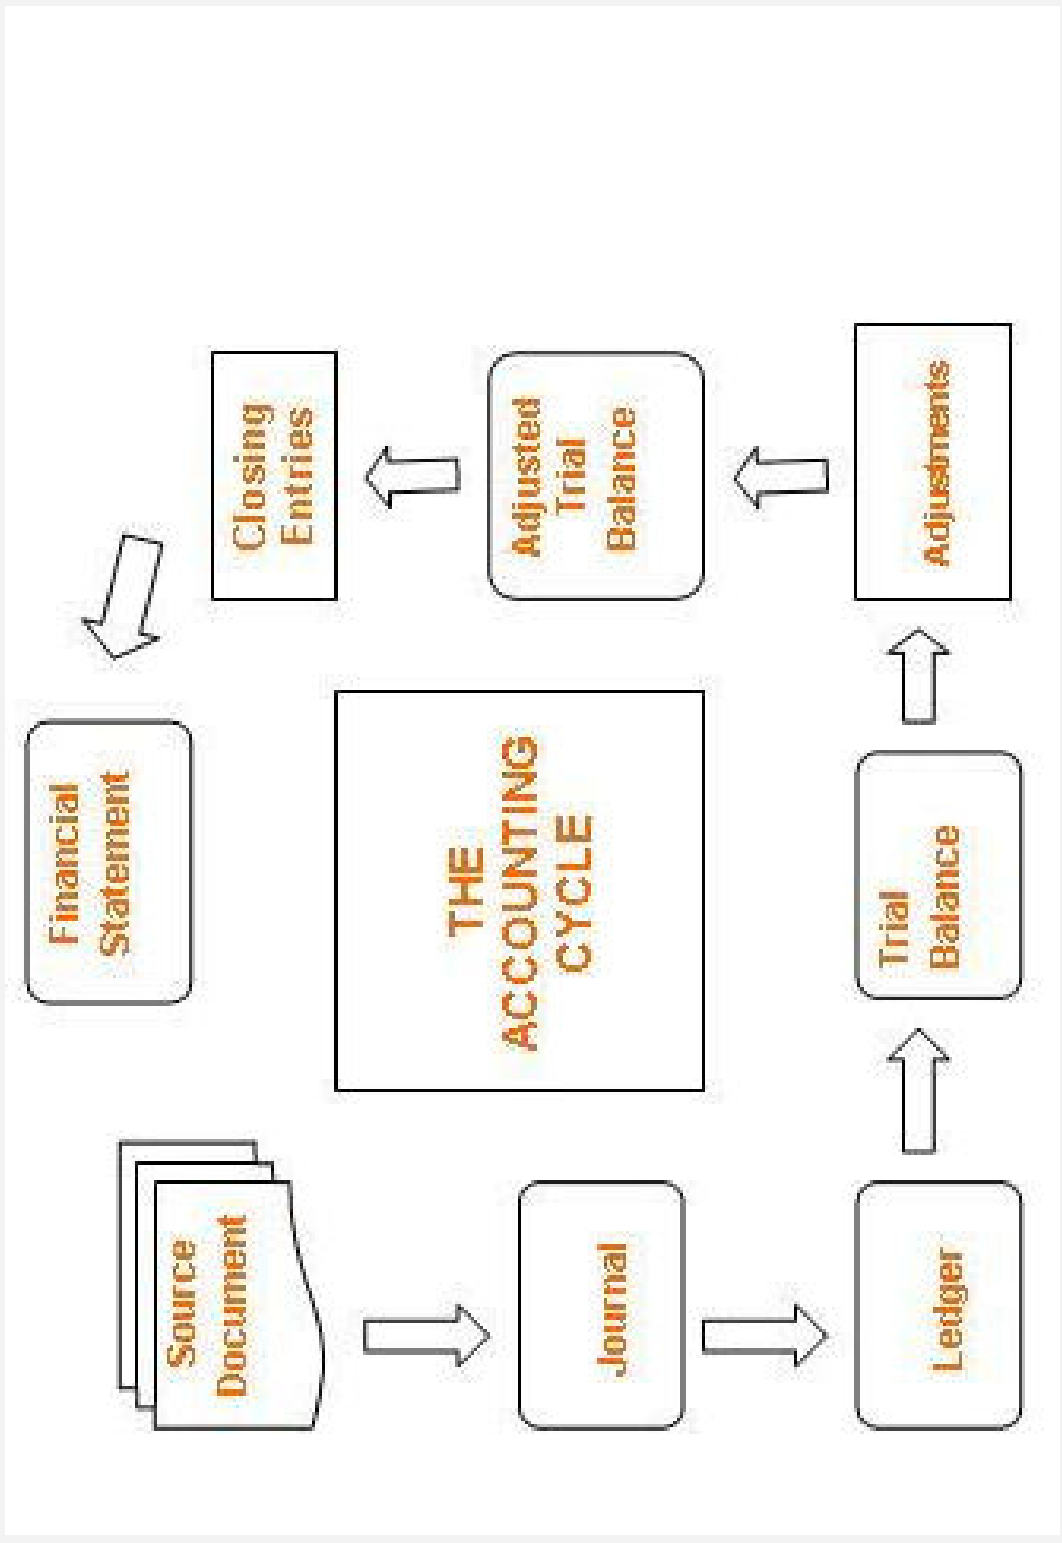 Source
Document
Journal
Ledger
Trial
Balance
Adjustments
Adjusted
Trial
Balance
Closing
Entries
Financial
Statement
THE
ACCOUNTING
CYCLE